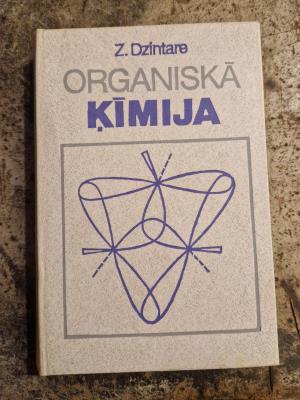 Z. Dzintare
ORGANISKĀ
ĶĪMIJA